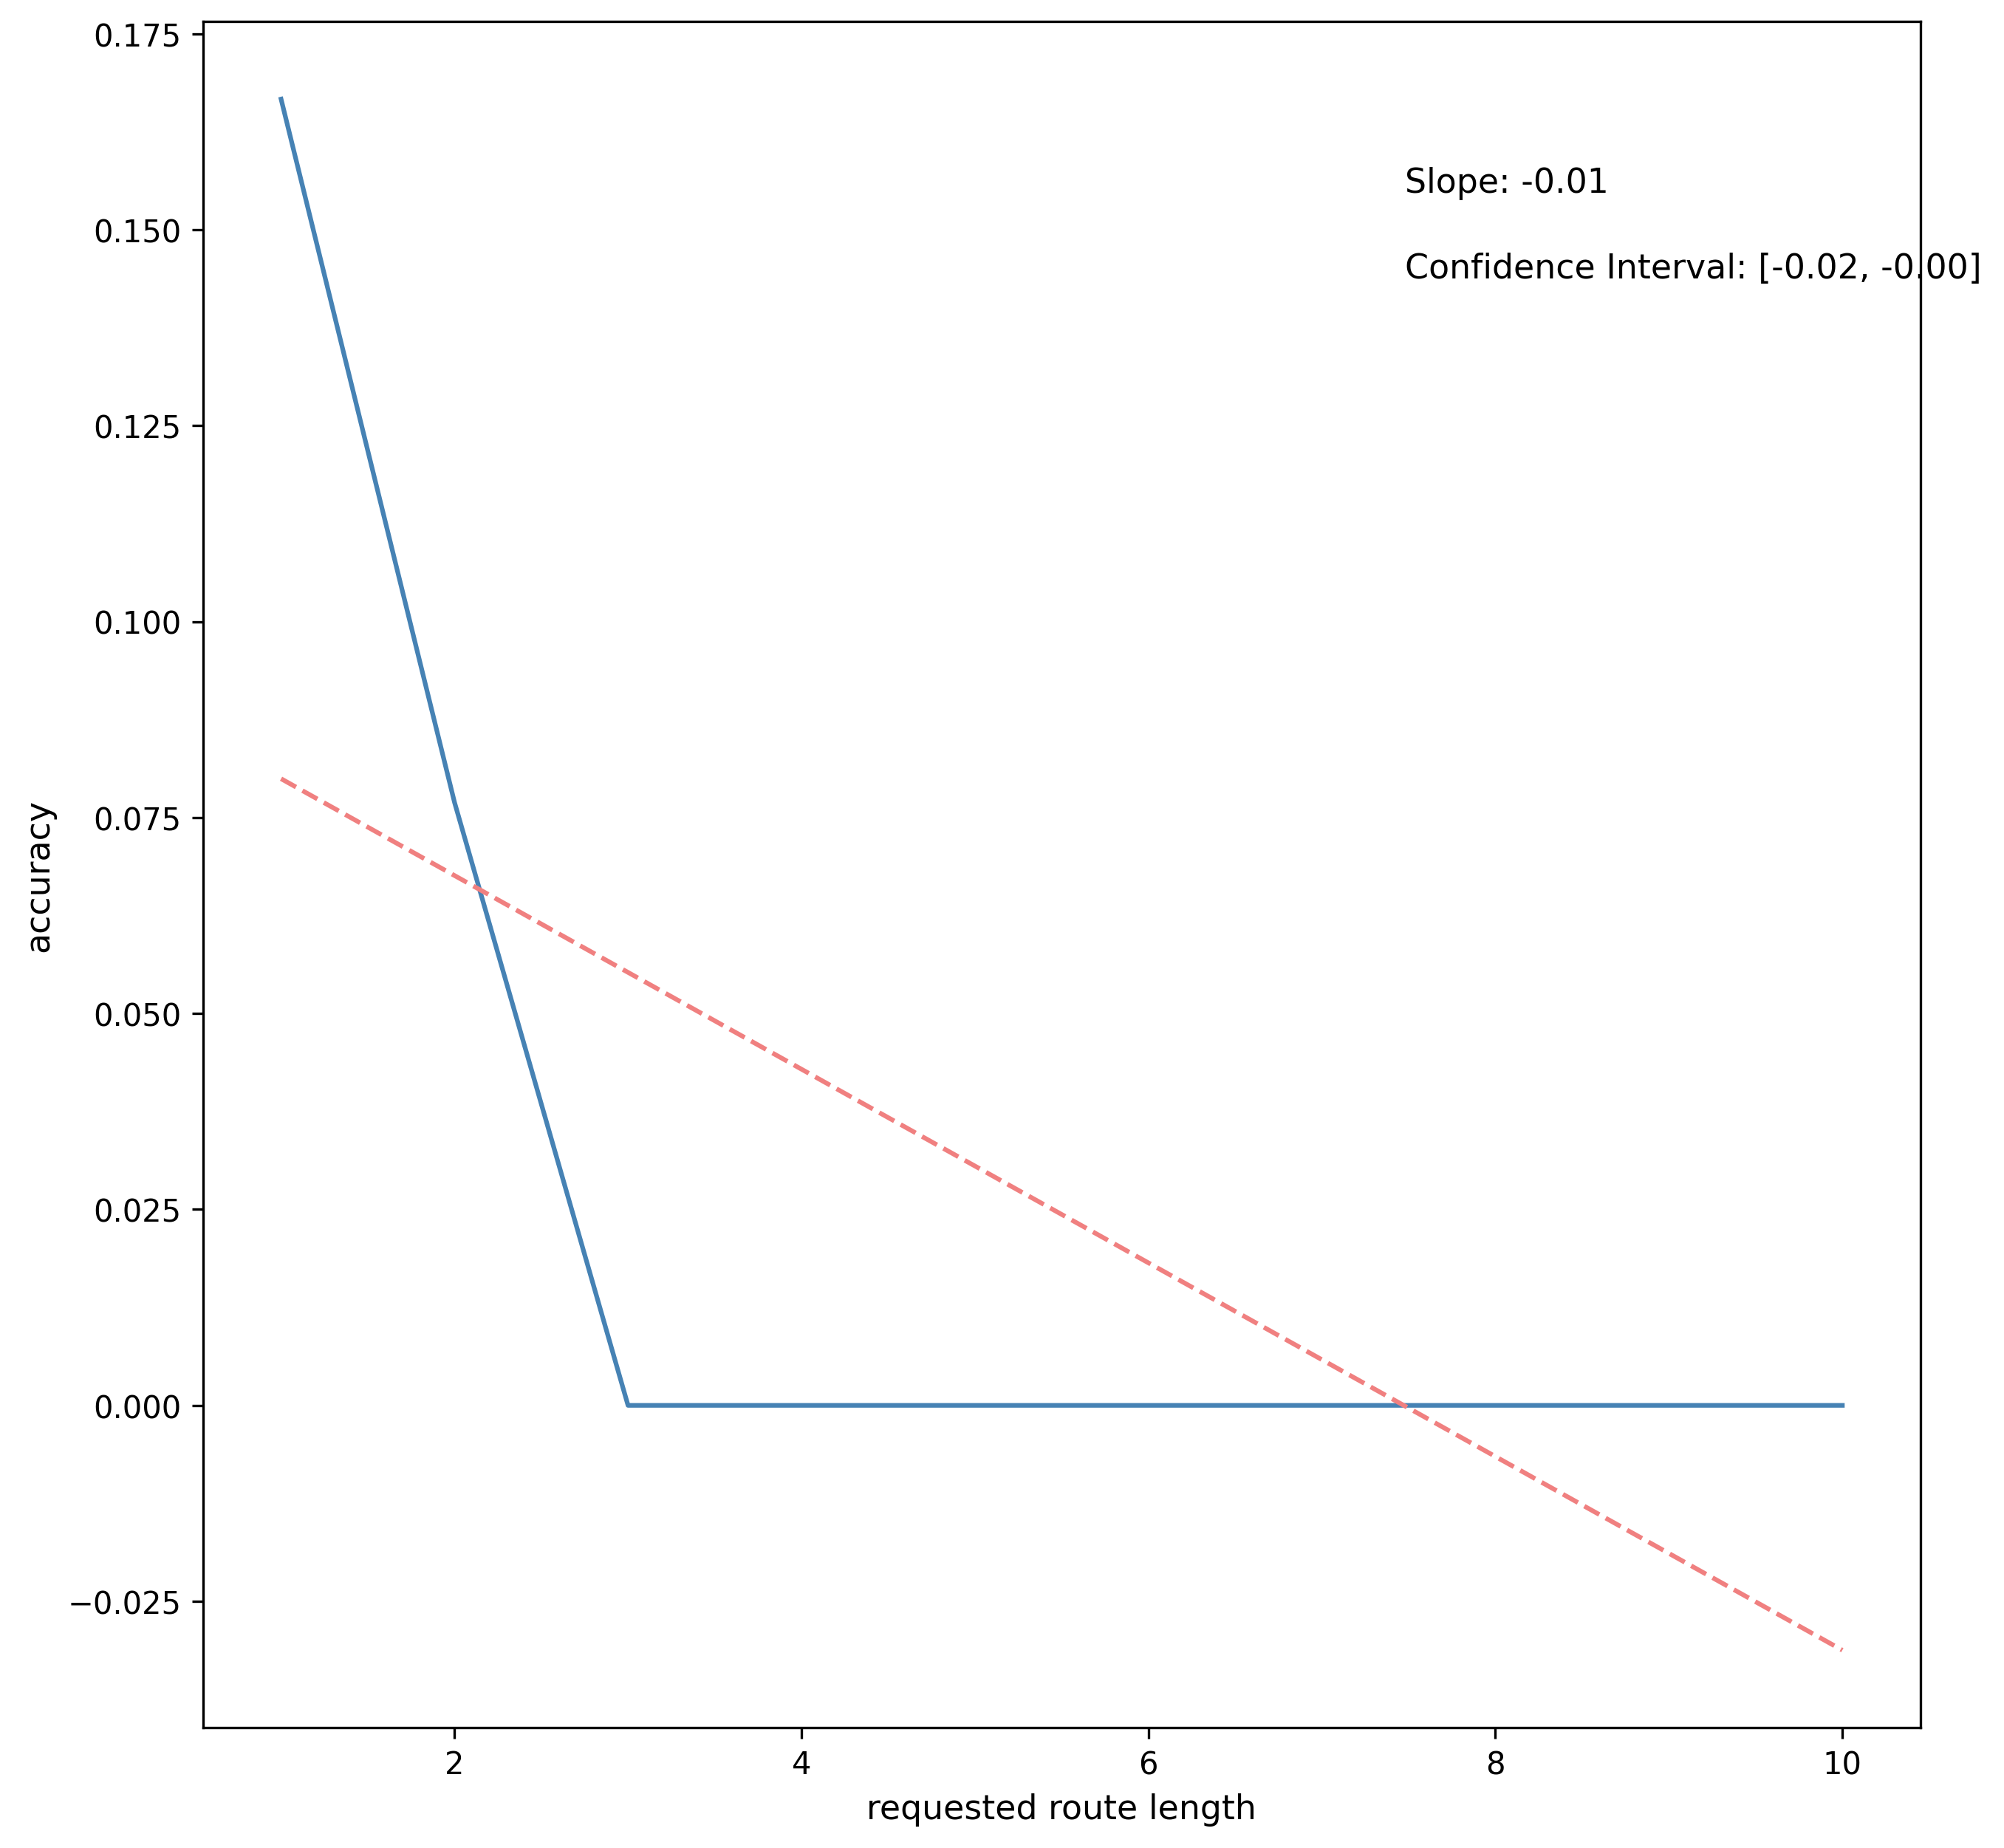 0.175
0.150
0.125
0.100
0.075
0.050
0.025
0.000
−0.025
accuracy
Slope: -0.01
Confidence Interval: [-0.02, -0.00]
2 4 6 8 10
requested route length